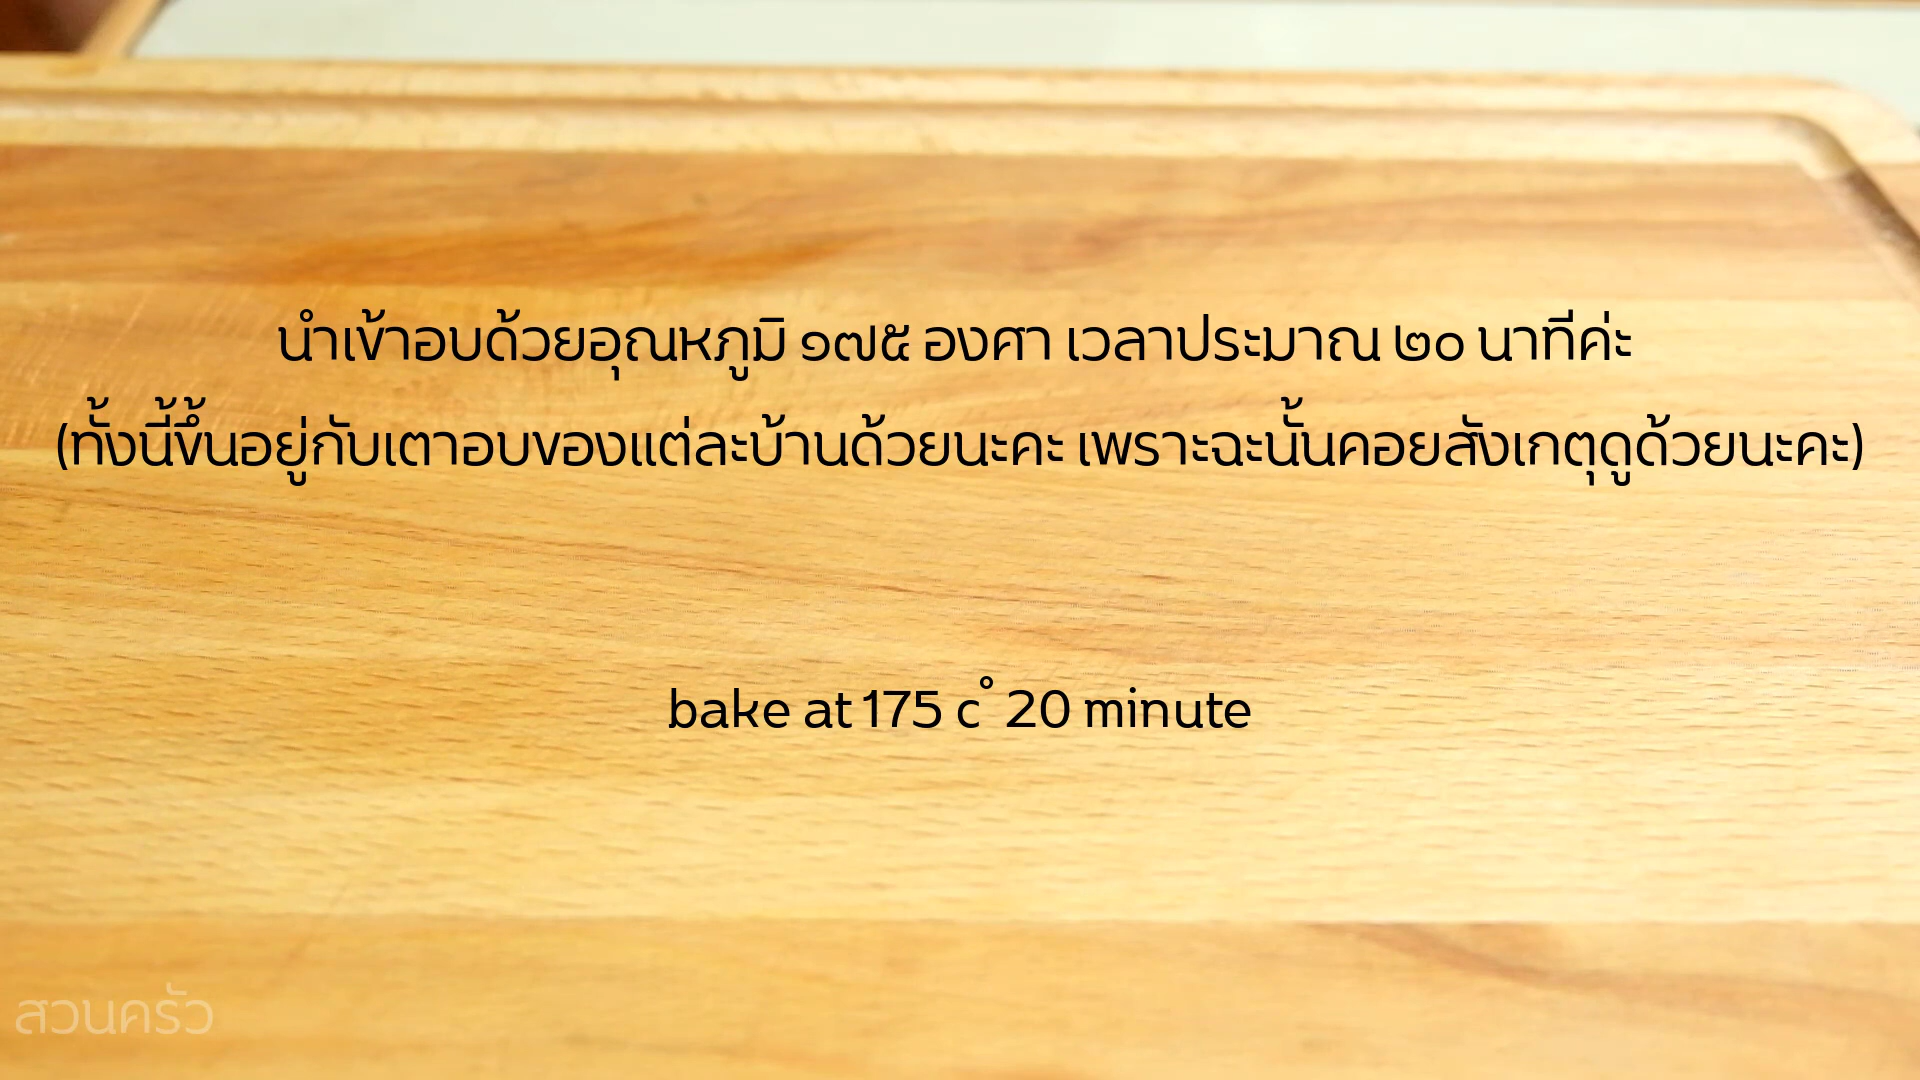 นำเข้าอบด้วยอุณหภูมิ ๑๗๕ องศา เวลาประมาณ ๒๐ นาทีค่ะ
(ทั้งนี้ขึ้นอยู่กับเตาอบของแต่ละบ้านด้วยนะคะ เพราะฉะนั้นคอยสังเกตุดูด้วยนะคะ)
bake at 175 c° 20 minute
สวนครัว